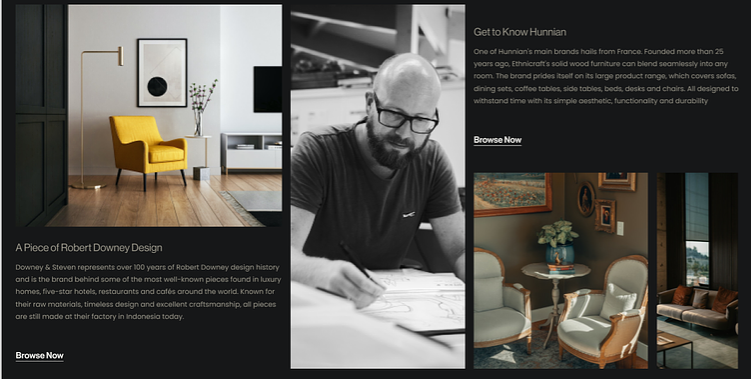 Get to Know Hunnian
One of Hunnian's main brands hails from France. Founded more than 25
years ago, Ethnicraft's solid wood furniture can blend seamlessly into any
room. The brand prides itself on its large product range, which covers sofas,
dining sets, coffee tables, side tables, beds, desks and chairs. All designed to
withstand time with its simple aesthetic, functionality and durability
Browse Now
A Piece of Robert Downey Design
Downey & Steven represents over 100 years of Robert Downey design history
and is the brand behind some of the most well-known pieces found in luxury
homes, five-star hotels, restaurants and cafés around the world. Known for
their raw materials, timeless design and excellent craftsmanship, all pieces
are still made at their factory in Indonesia today.
Browse Now